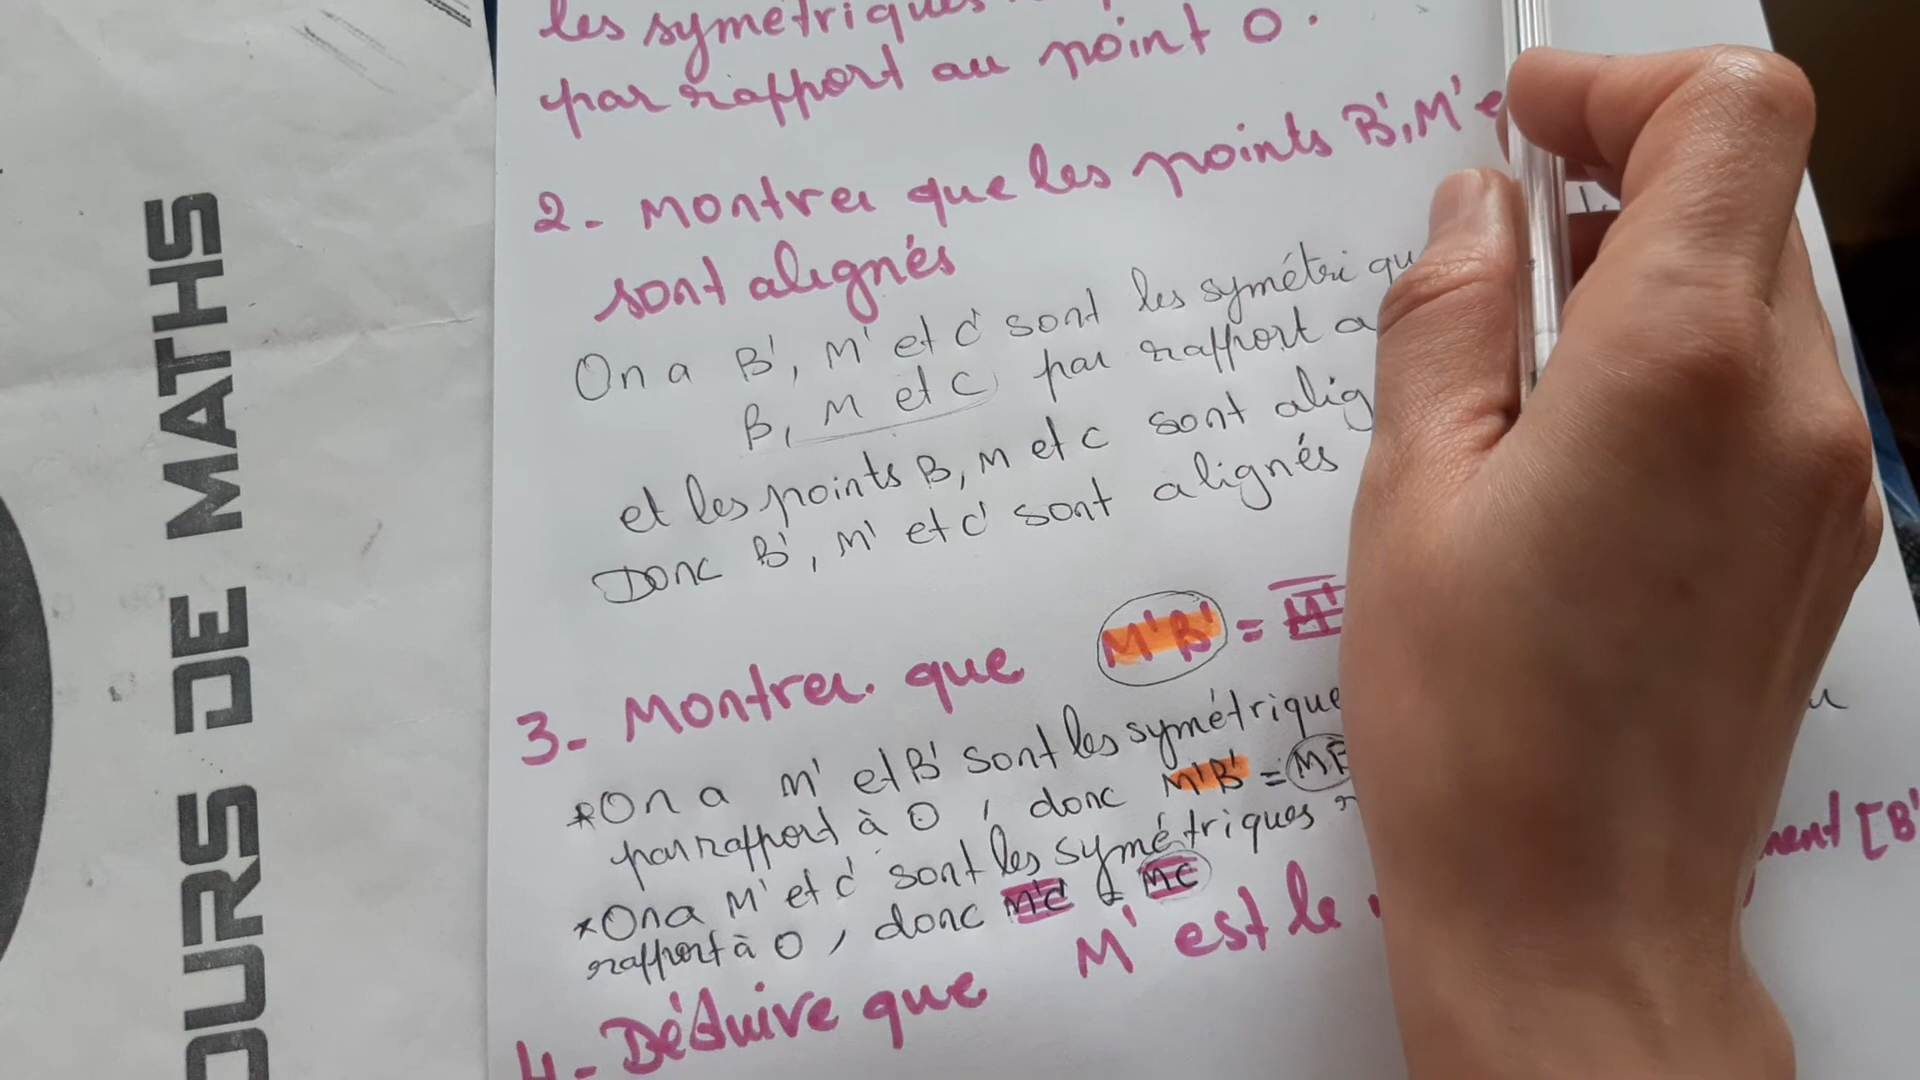 les symétriques
par rapport au point O.
2- Montrer que les points B', M' e
sont alignés
On a B', M' et C' sont les symétriqu
B, M et C par rapport a
et les points B, M et C sont alig
Donc B', M' et C' sont alignés
3- Montrer que M'B' = M'
*On a M' et B' sont les symétrique
par rapport à O, donc M'B' = MB
*On a M' et C' sont les symétriques
rapport à O, donc M'C' = MC
4- Déduire que M' est le ment [B'
COURS DE MATHS